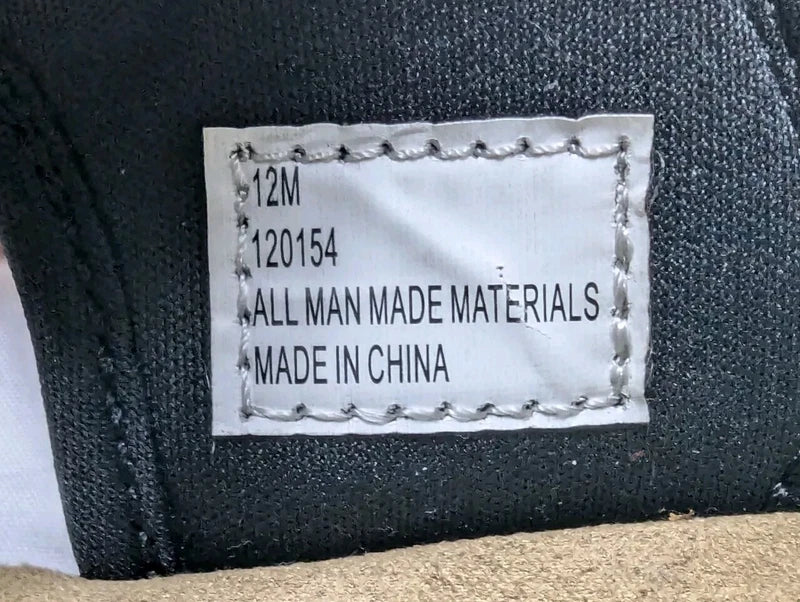 12M
120154
ALL MAN MADE MATERIALS
MADE IN CHINA